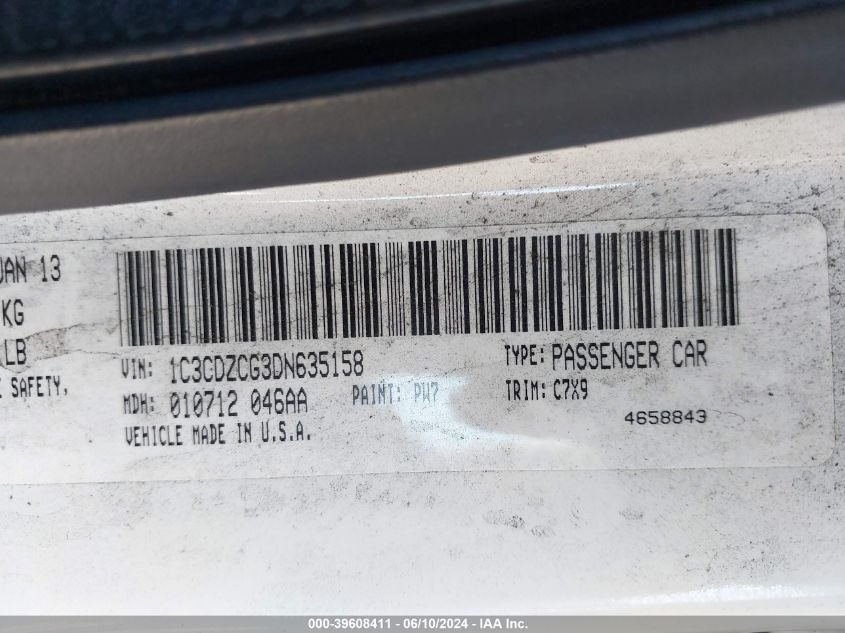 JAN 13
KG
LB
SAFETY.
VIN: 1C3CDZCG3DN635158
TYPE: PASSENGER CAR
MDH: 010712 046AA
PAINT: PW7
TRIM: C7X9
VEHICLE MADE IN U.S.A.
4658843
000-39608411 - 06/10/2024 - IAA Inc.